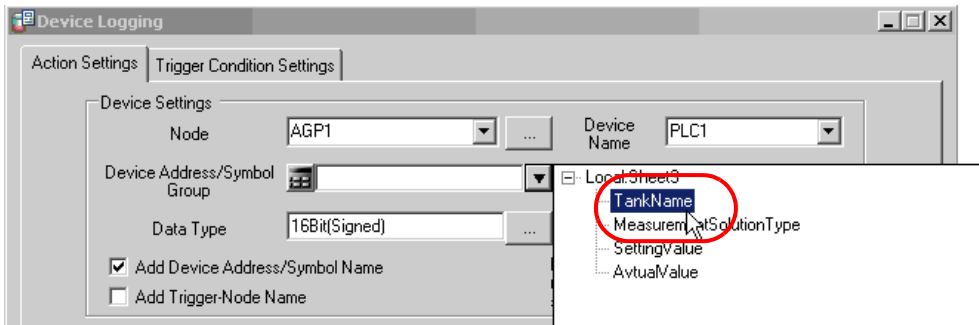 Device Logging
Action Settings Trigger Condition Settings
Device Settings
Node AGP1 ... Device Name PLC1
Device Address/Symbol Group
Local:Sheet3
TankName
Data Type 16Bit(Signed) ...
SettingValue
Add Device Address/Symbol Name
AvtualValue
Add Trigger-Node Name